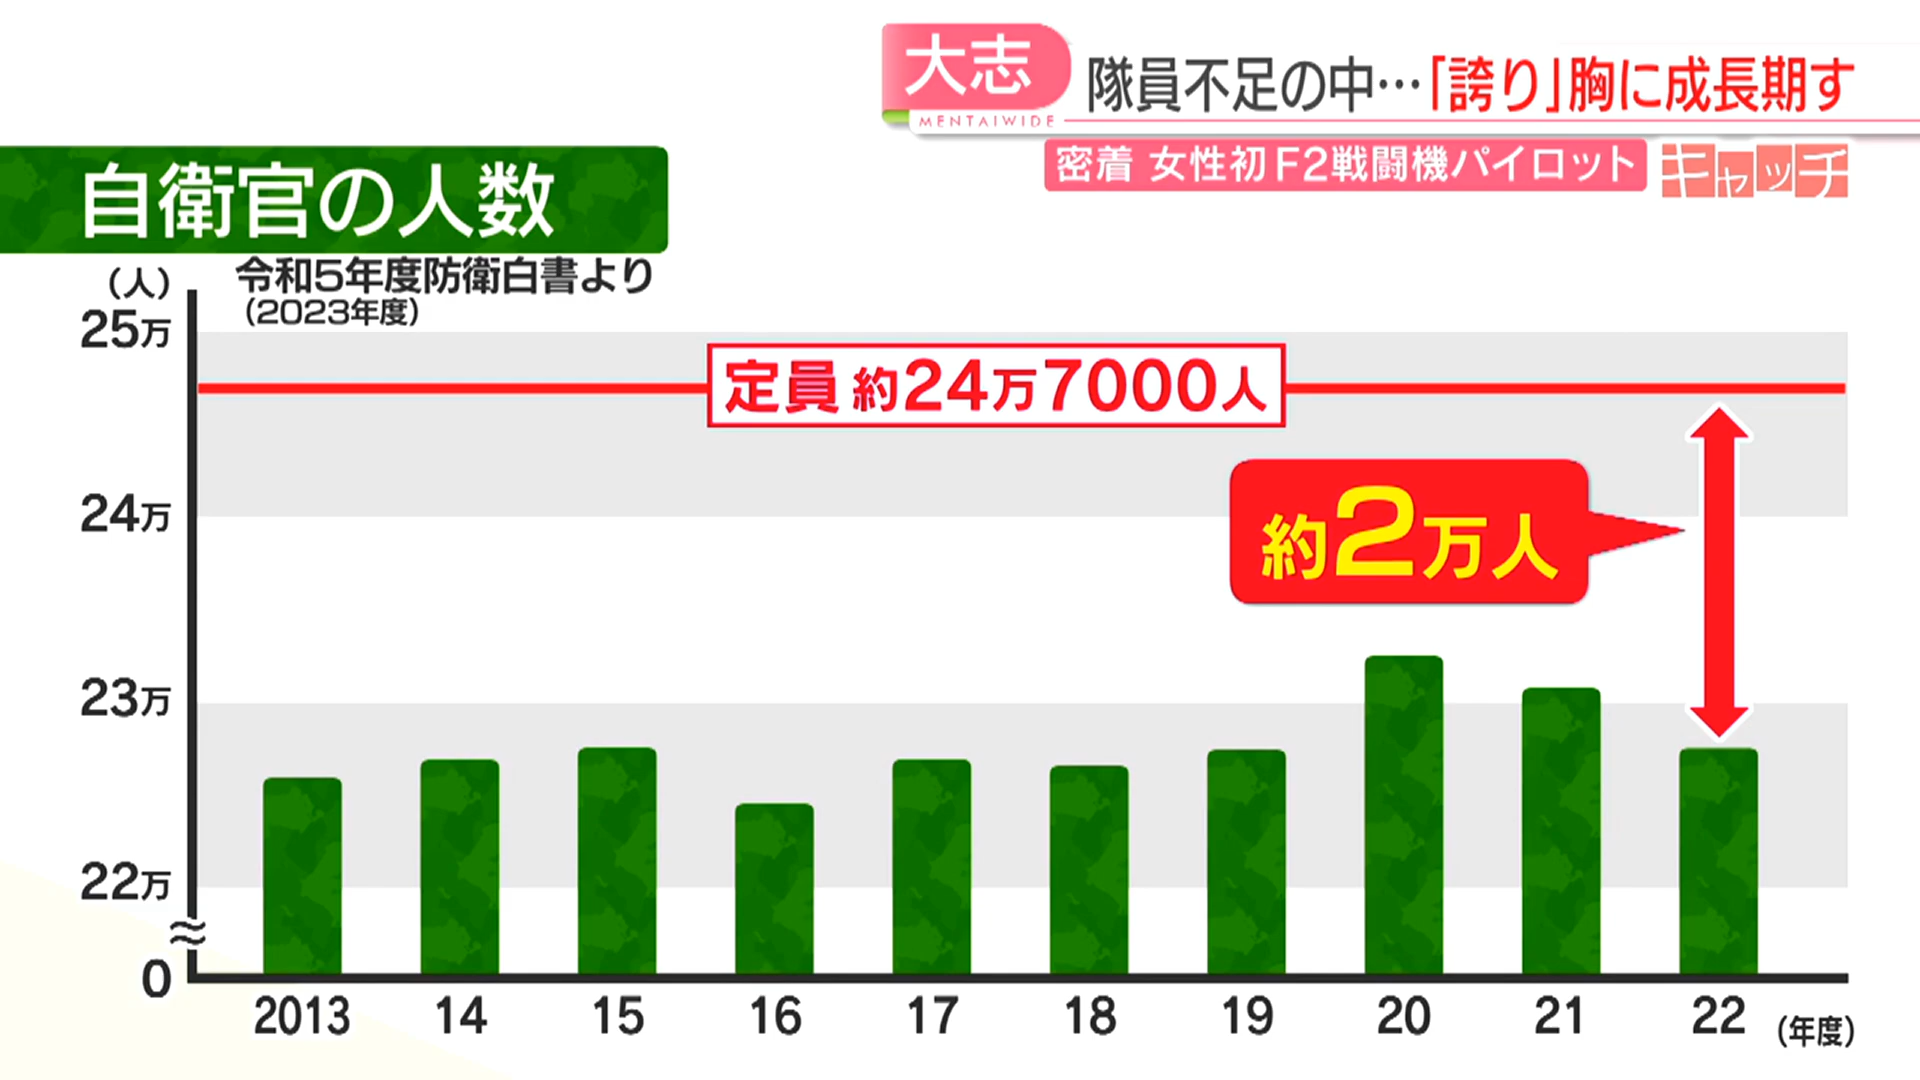 大志
MENTAIWIDE
隊員不足の中…「誇り」胸に成長期す
密着 女性初F2戦闘機パイロット
キャッチ
自衛官の人数
令和5年度防衛白書より
(2023年度)
(人)
25万
定員 約24万7000人
24万
約2万人
23万
22万
0
2013 14 15 16 17 18 19 20 21 22 (年度)